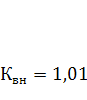 Kвн = 1,01